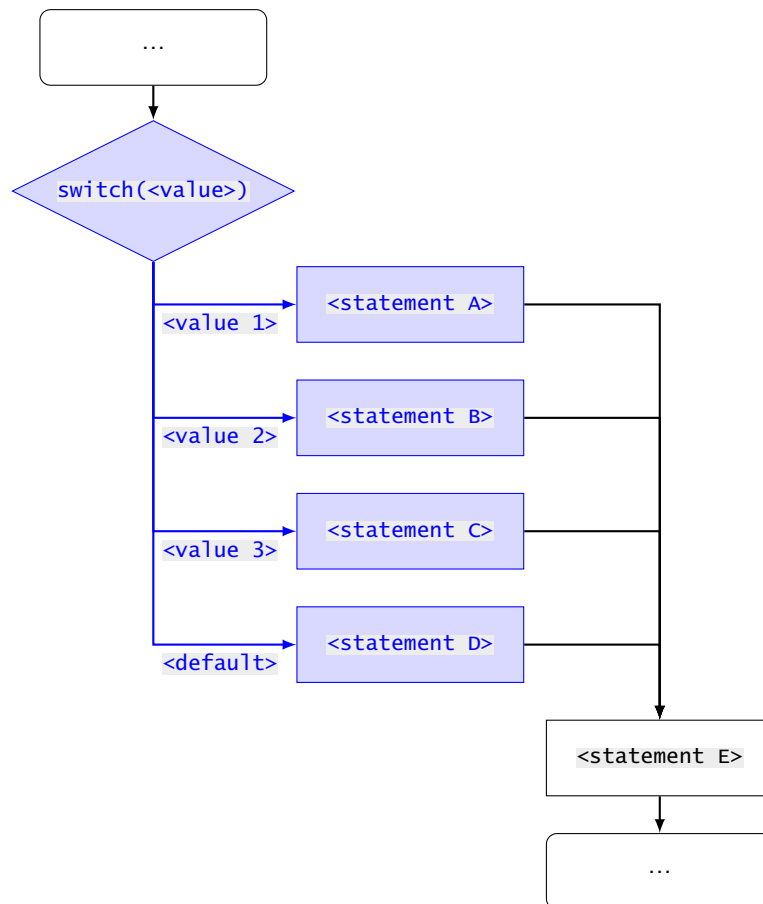 ...
switch(<value>)
<statement A>
<value 1>
<statement B>
<value 2>
<statement C>
<value 3>
<statement D>
<default>
<statement E>
...